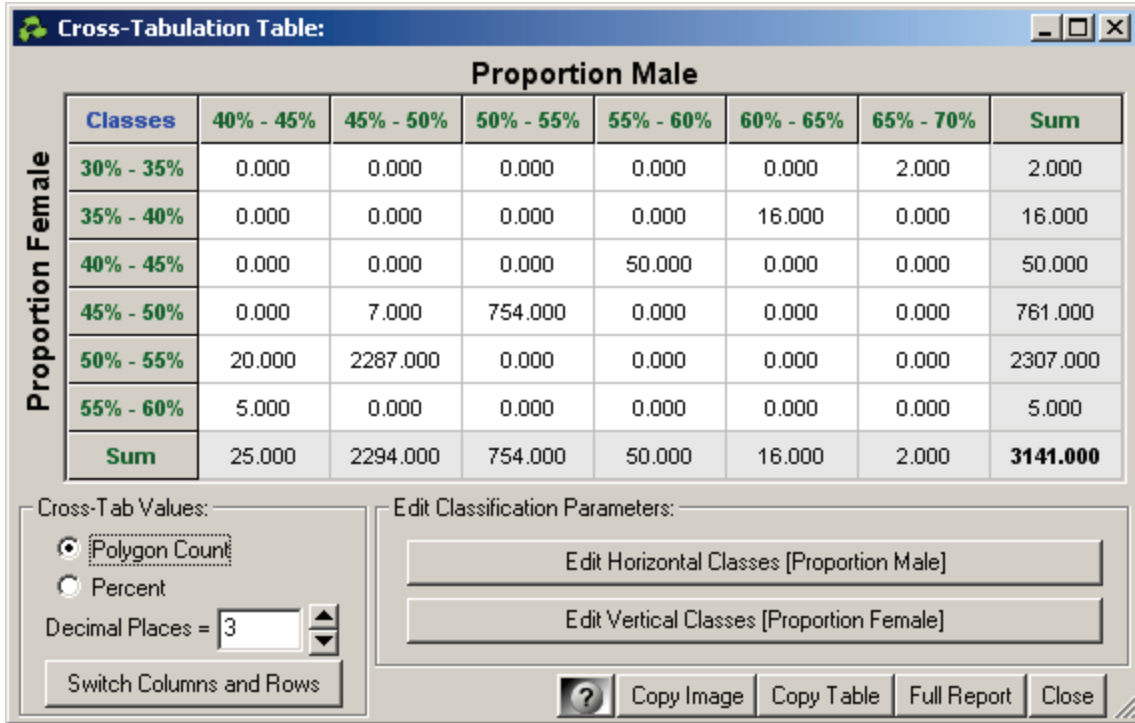 Cross-Tabulation Table:
Proportion Male
Proportion Female
Classes 40% - 45% 45% - 50% 50% - 55% 55% - 60% 60% - 65% 65% - 70% Sum
30% - 35% 0.000 0.000 0.000 0.000 0.000 2.000 2.000
35% - 40% 0.000 0.000 0.000 0.000 16.000 0.000 16.000
40% - 45% 0.000 0.000 0.000 50.000 0.000 0.000 50.000
45% - 50% 0.000 7.000 754.000 0.000 0.000 0.000 761.000
50% - 55% 20.000 2287.000 0.000 0.000 0.000 0.000 2307.000
55% - 60% 5.000 0.000 0.000 0.000 0.000 0.000 5.000
Sum 25.000 2294.000 754.000 50.000 16.000 2.000 3141.000
Cross-Tab Values:
Polygon Count
Percent
Decimal Places = 3
Switch Columns and Rows
Edit Classification Parameters:
Edit Horizontal Classes [Proportion Male]
Edit Vertical Classes [Proportion Female]
? Copy Image Copy Table Full Report Close